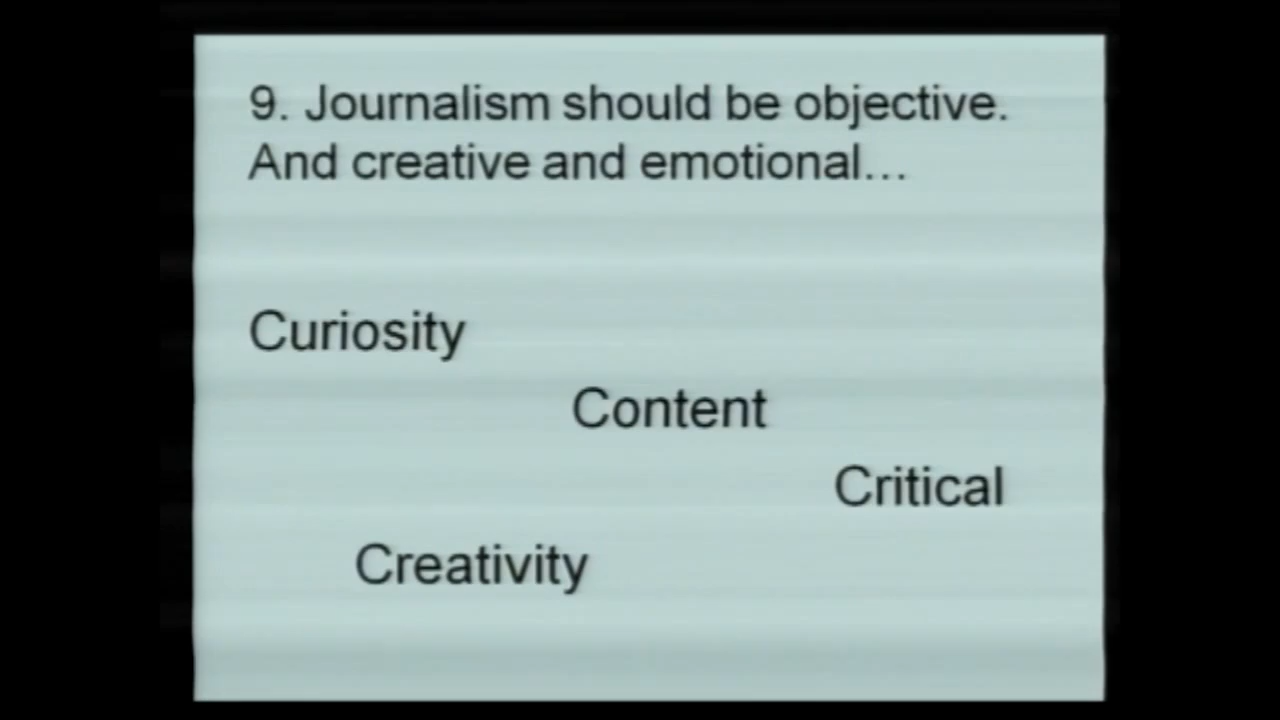 9. Journalism should be objective.
And creative and emotional…
Curiosity
Content
Critical
Creativity